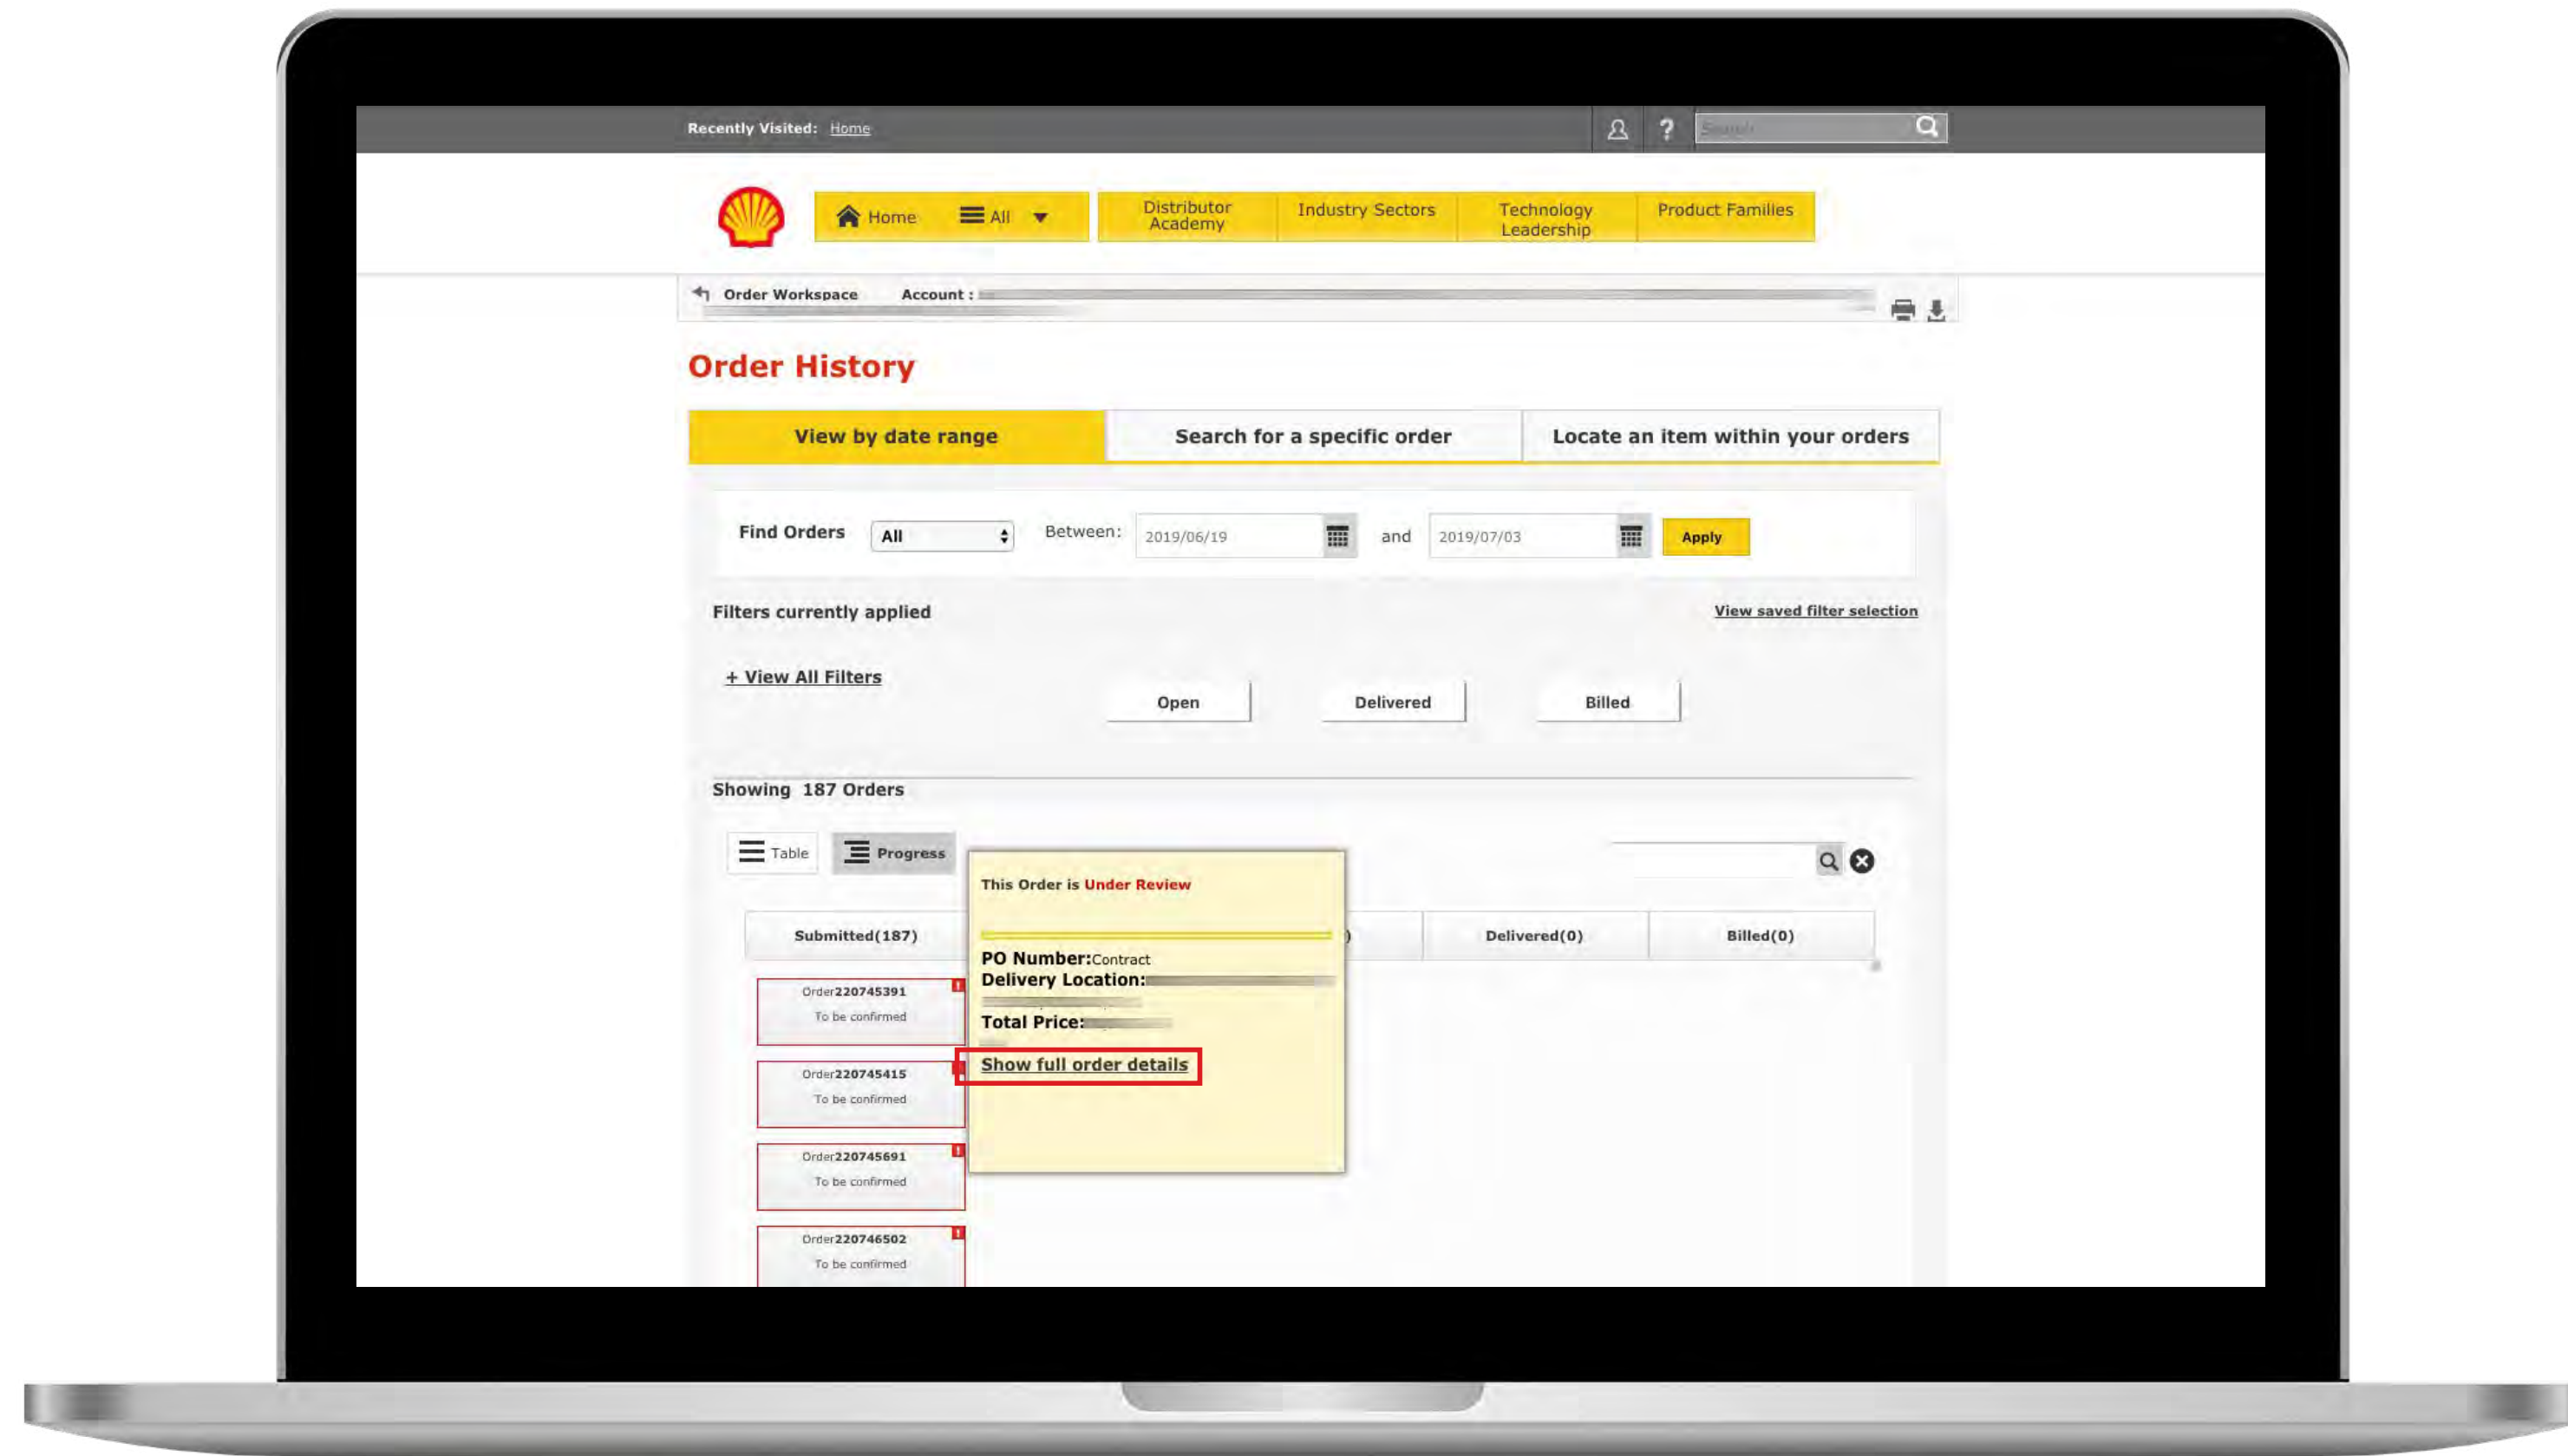 Recently Visited: Home
? Search
Home All Distributor Academy Industry Sectors Technology Leadership Product Families
Order Workspace Account :
Order History
View by date range Search for a specific order Locate an item within your orders
Find Orders All Between: 2019/06/19 and 2019/07/03 Apply
Filters currently applied View saved filter selection
+ View All Filters
Open Delivered Billed
Showing 187 Orders
Table Progress
This Order is Under Review
Submitted(187) ) Delivered(0) Billed(0)
PO Number:Contract
Delivery Location:
Total Price:
Show full order details
Order220745391
To be confirmed
Order220745415
To be confirmed
Order220745691
To be confirmed
Order220746502
To be confirmed